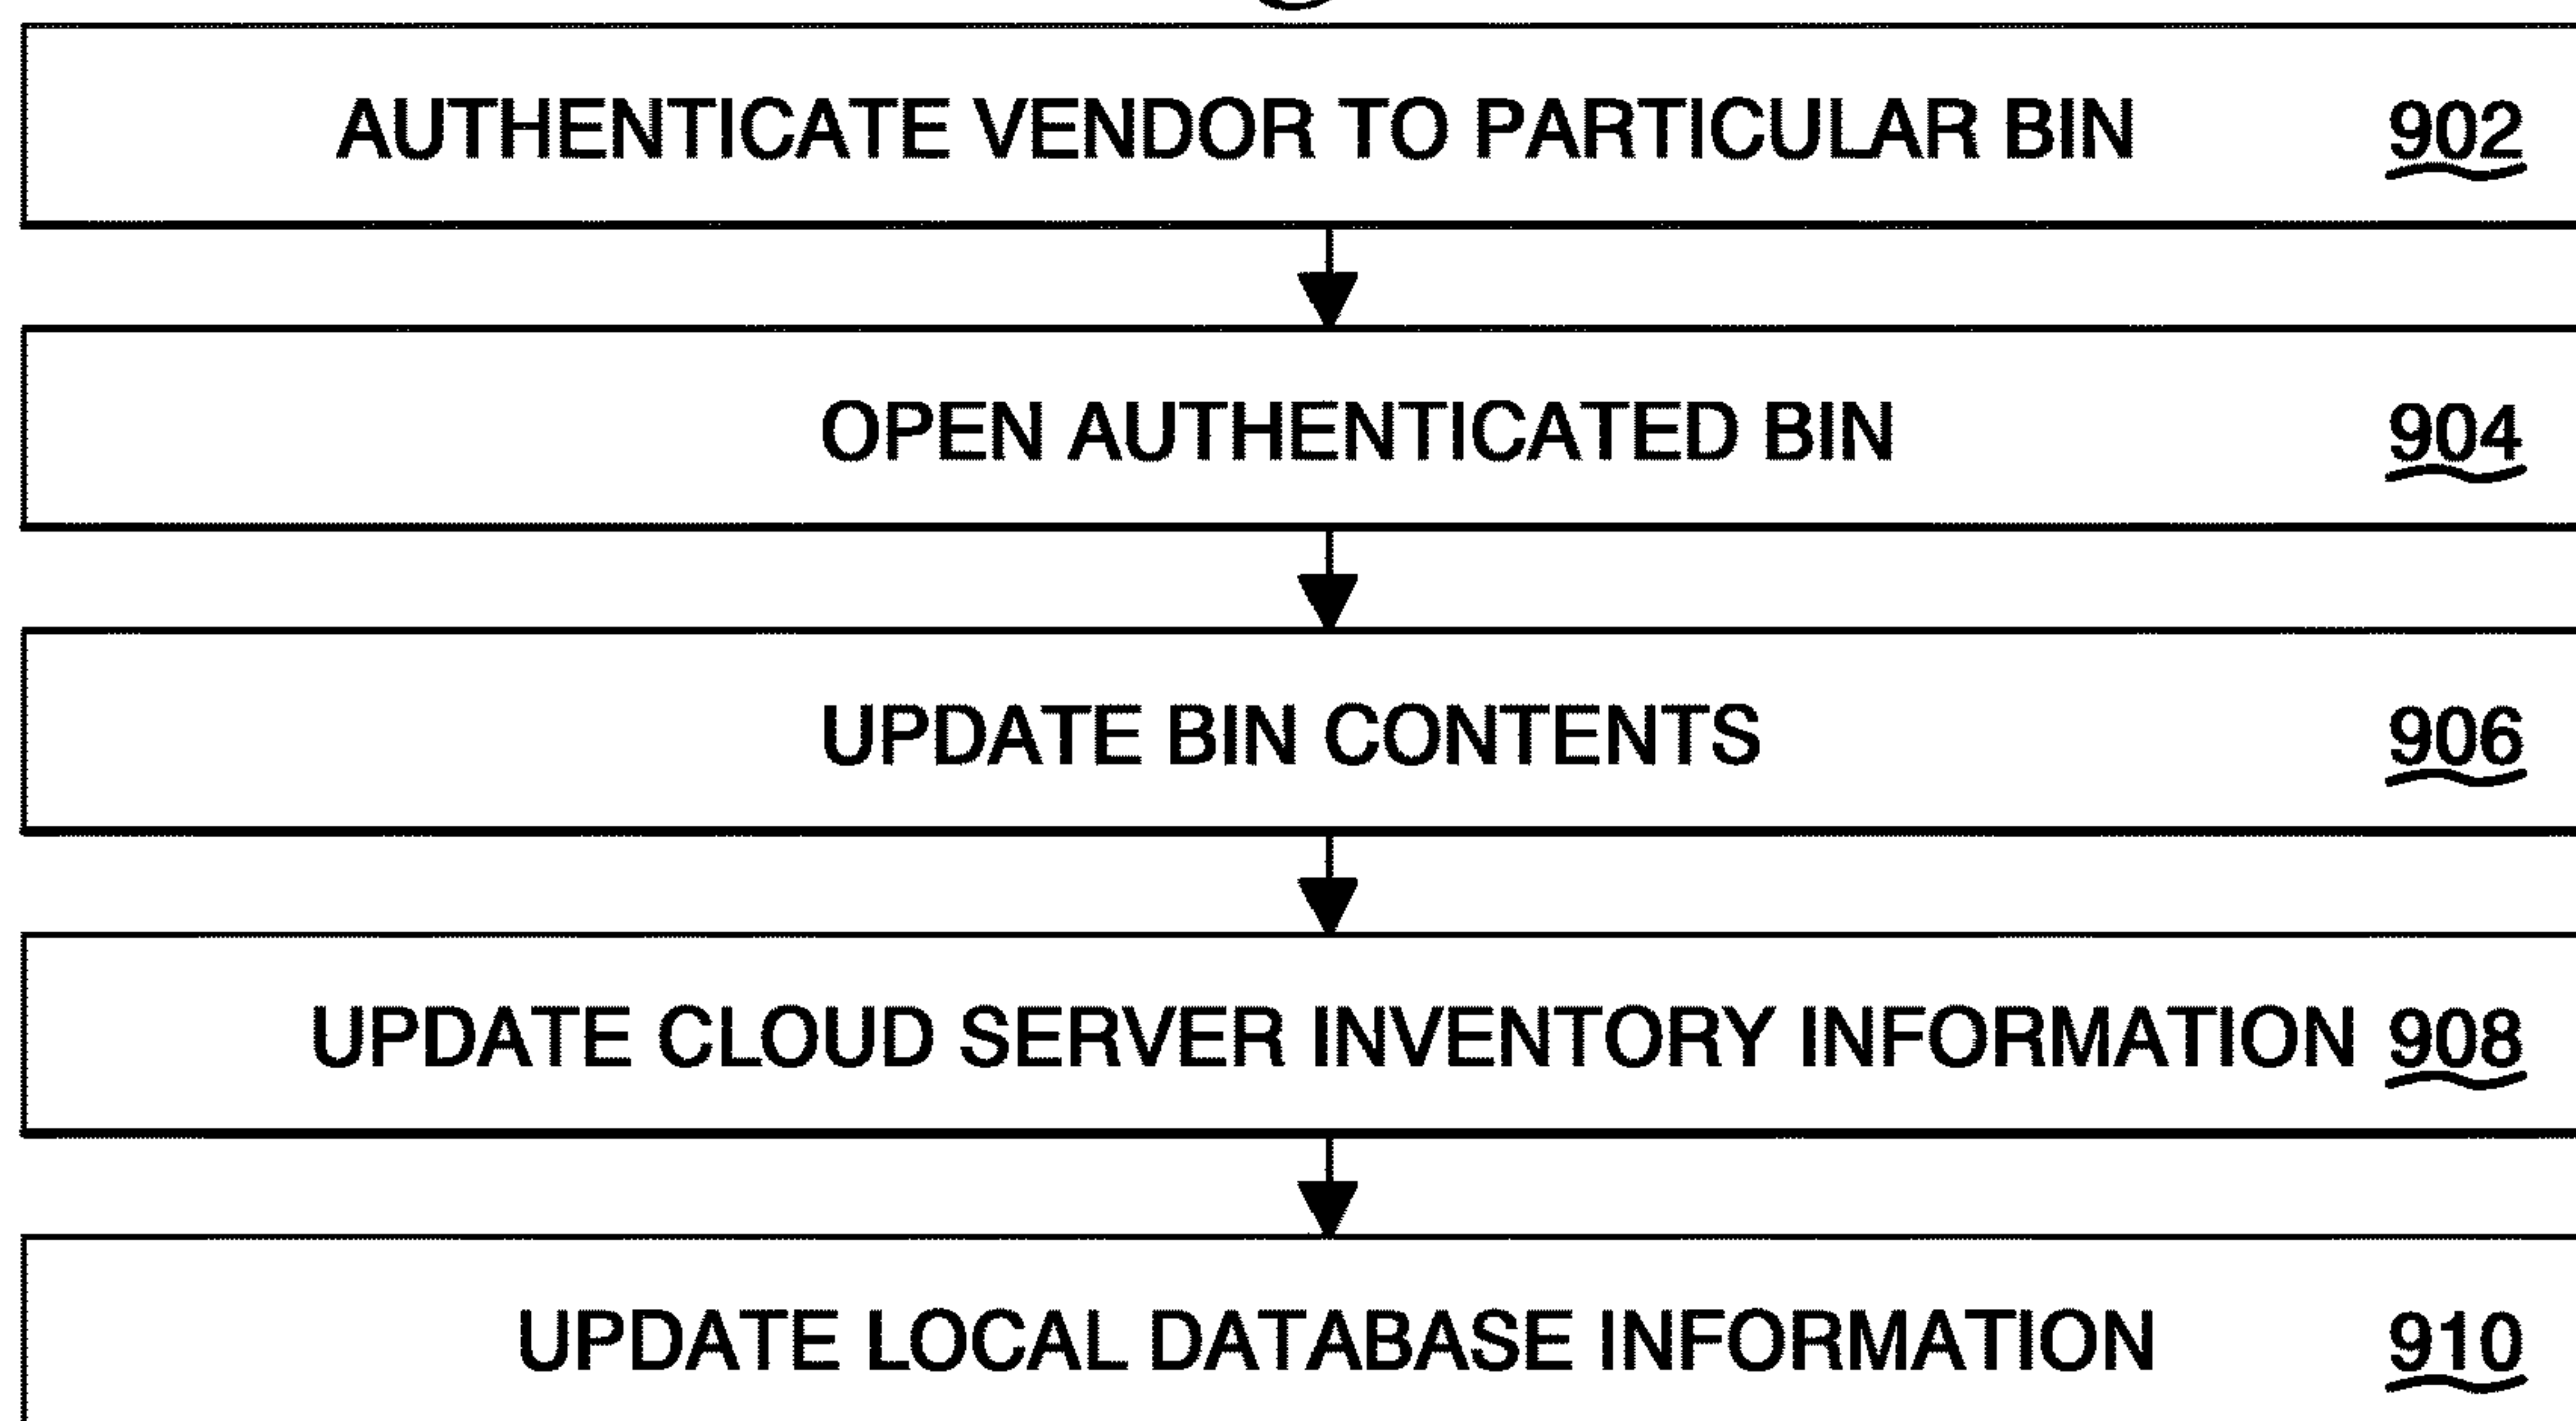 AUTHENTICATE VENDOR TO PARTICULAR BIN 902
OPEN AUTHENTICATED BIN 904
UPDATE BIN CONTENTS 906
UPDATE CLOUD SERVER INVENTORY INFORMATION 908
UPDATE LOCAL DATABASE INFORMATION 910